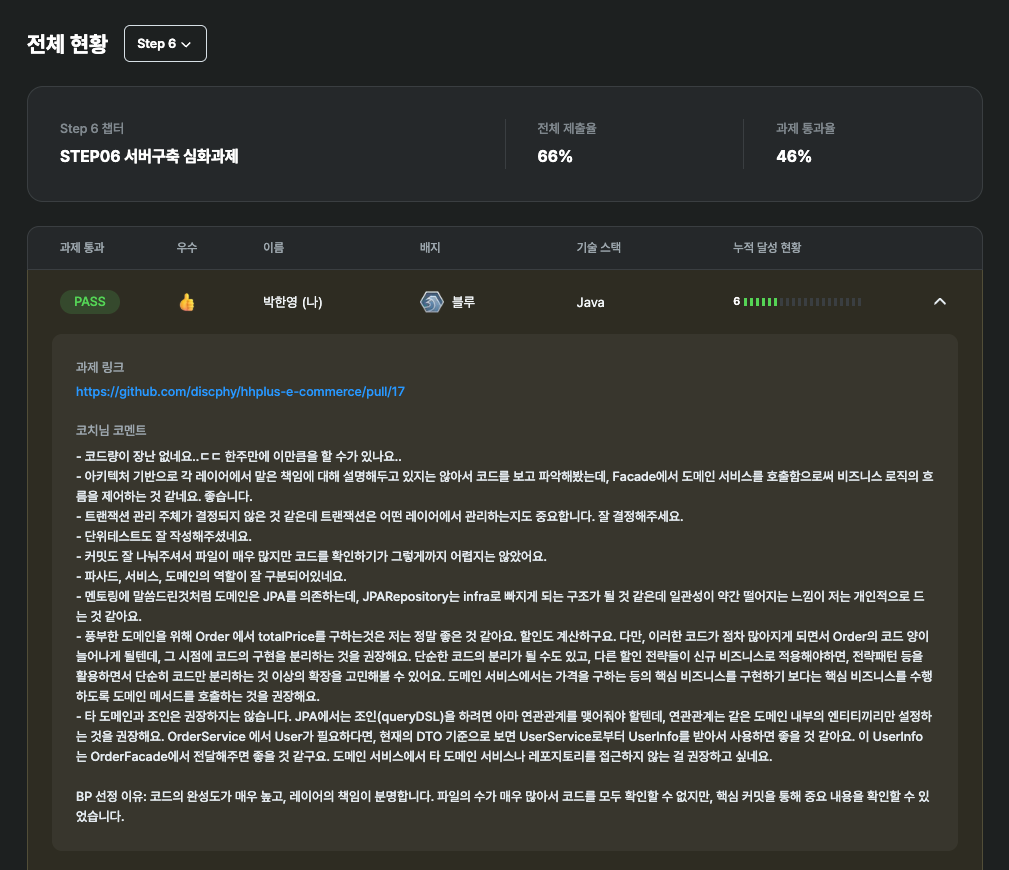 전체 현황
Step 6
Step 6 챕터
전체 제출율
과제 통과율
STEP06 서버구축 심화과제
66%
46%
과제 통과
우수
이름
배지
기술 스택
누적 달성 현황
PASS
박한영 (나)
블루
Java
6
과제 링크
https://github.com/discphy/hhplus-e-commerce/pull/17
코치님 코멘트
- 코드량이 장난 없네요..ㄷㄷ 한주만에 이만큼을 할 수가 있나요..
- 아키텍처 기반으로 각 레이어에서 맡은 책임에 대해 설명해두고 있지는 않아서 코드를 보고 파악해봤는데, Facade에서 도메인 서비스를 호출함으로써 비즈니스 로직의 흐
름을 제어하는 것 같네요. 좋습니다.
- 트랜잭션 관리 주체가 결정되지 않은 것 같은데 트랜잭션은 어떤 레이어에서 관리하는지도 중요합니다. 잘 결정해주세요.
- 단위테스트도 잘 작성해주셨네요.
- 커밋도 잘 나눠주셔서 파일이 매우 많지만 코드를 확인하기가 그렇게까지 어렵지는 않았어요.
- 파사드, 서비스, 도메인의 역할이 잘 구분되어있네요.
- 멘토링에 말씀드린것처럼 도메인은 JPA를 의존하는데, JPARepository는 infra로 빠지게 되는 구조가 될 것 같은데 일관성이 약간 떨어지는 느낌이 저는 개인적으로 드
는 것 같아요.
- 풍부한 도메인을 위해 Order 에서 totalPrice를 구하는것은 저는 정말 좋은 것 같아요. 할인도 계산하구요. 다만, 이러한 코드가 점차 많아지게 되면서 Order의 코드 양이
늘어나게 될텐데, 그 시점에 코드의 구현을 분리하는 것을 권장해요. 단순한 코드의 분리가 될 수도 있고, 다른 할인 전략들이 신규 비즈니스로 적용해야하면, 전략패턴 등을
활용하면서 단순히 코드만 분리하는 것 이상의 확장을 고민해볼 수 있어요. 도메인 서비스에서는 가격을 구하는 등의 핵심 비즈니스를 구현하기 보다는 핵심 비즈니스를 수행
하도록 도메인 메서드를 호출하는 것을 권장해요.
- 타 도메인과 조인은 권장하지는 않습니다. JPA에서는 조인(queryDSL)을 하려면 아마 연관관계를 맺어줘야 할텐데, 연관관계는 같은 도메인 내부의 엔티티끼리만 설정하
는 것을 권장해요. OrderService 에서 User가 필요하다면, 현재의 DTO 기준으로 보면 UserService로부터 UserInfo를 받아서 사용하면 좋을 것 같아요. 이 UserInfo
는 OrderFacade에서 전달해주면 좋을 것 같구요. 도메인 서비스에서 타 도메인 서비스나 레포지토리를 접근하지 않는 걸 권장하고 싶네요.
BP 선정 이유: 코드의 완성도가 매우 높고, 레이어의 책임이 분명합니다. 파일의 수가 매우 많아서 코드를 모두 확인할 수 없지만, 핵심 커밋을 통해 중요 내용을 확인할 수 있
었습니다.